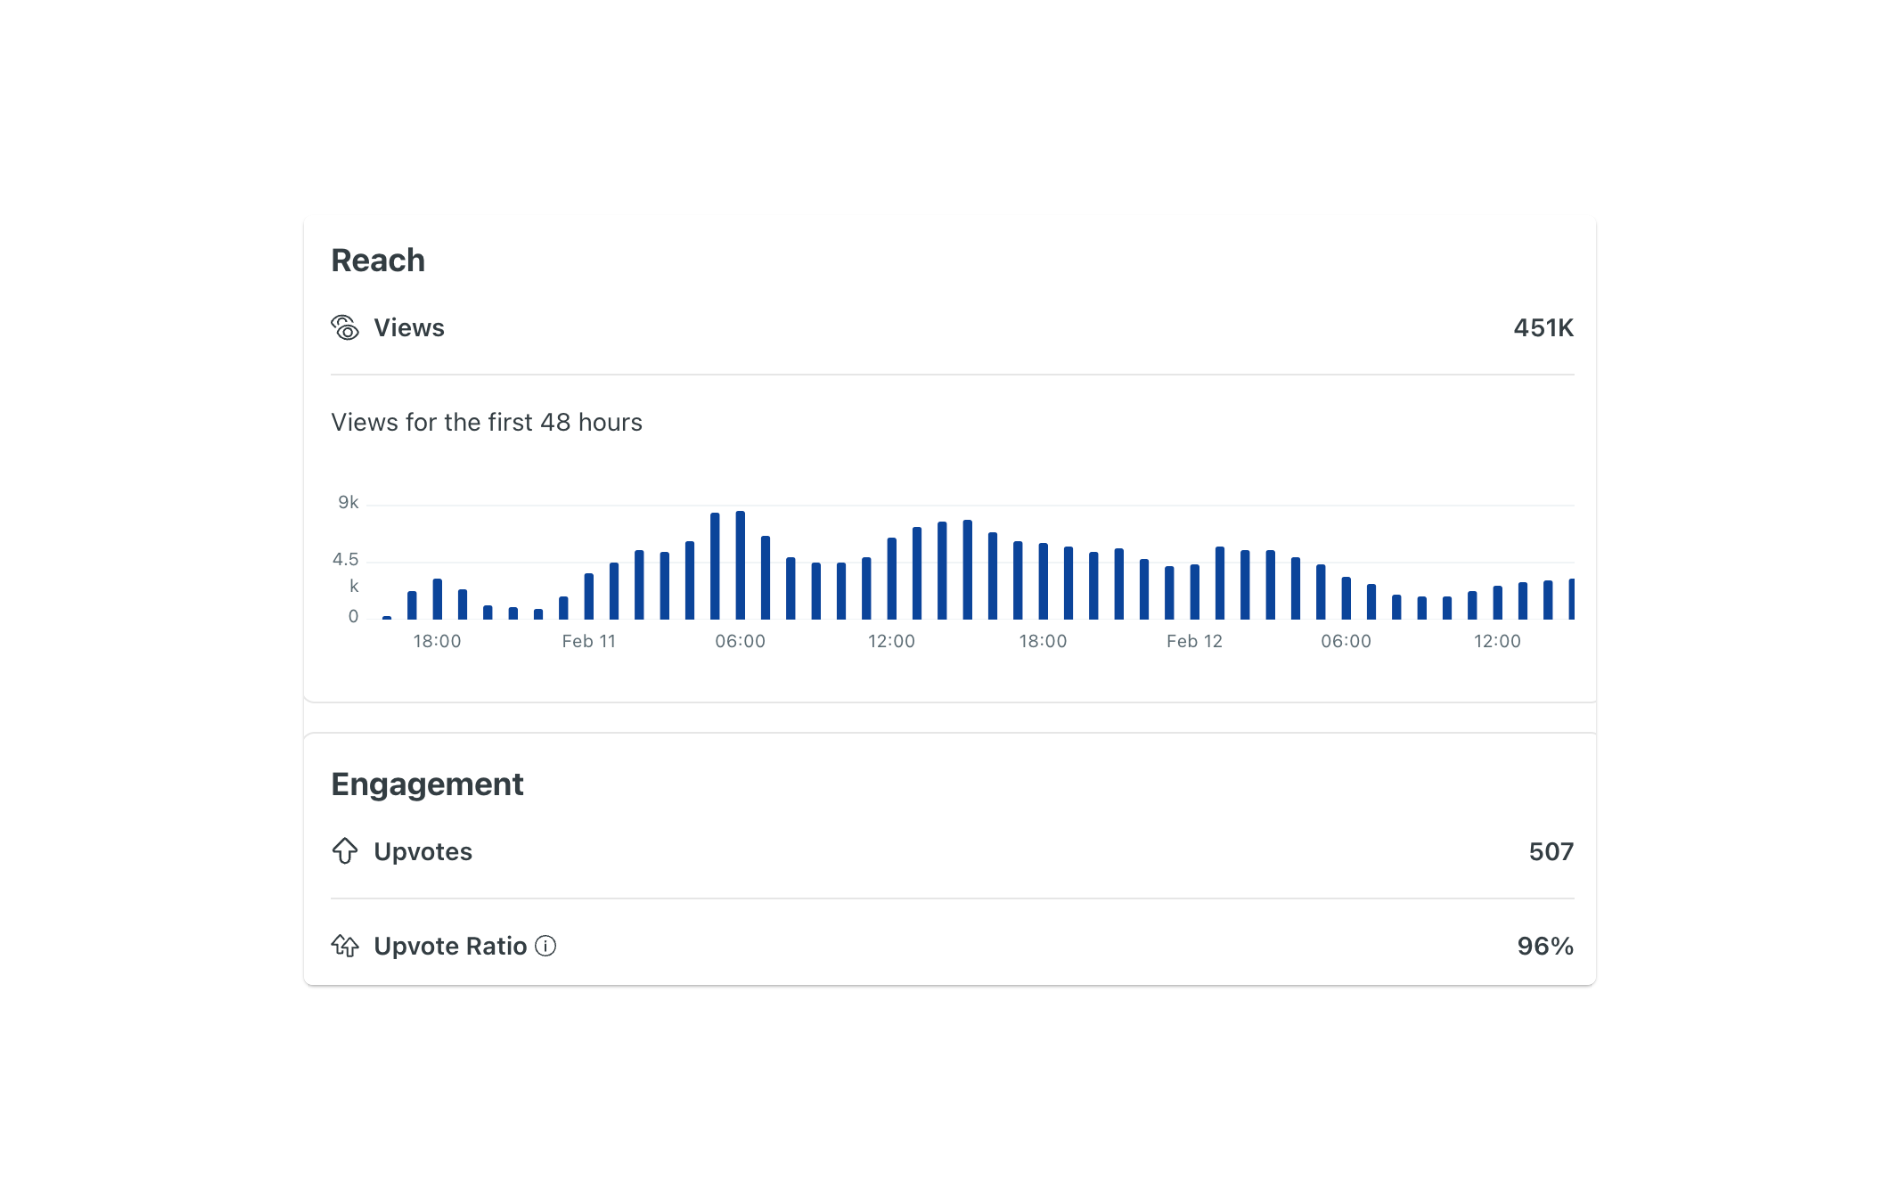 Reach
Views 451K
Views for the first 48 hours
9k
4.5
k
0
18:00 Feb 11 06:00 12:00 18:00 Feb 12 06:00 12:00
Engagement
Upvotes 507
Upvote Ratio 96%